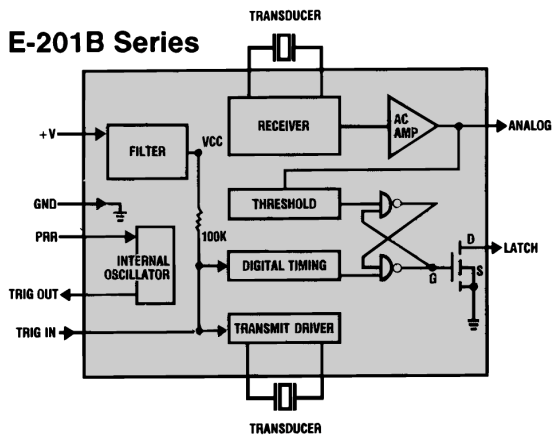 TRANSDUCER
E-201B Series
RECEIVER
AC
AMP
ANALOG
+V
FILTER
VCC
GND
THRESHOLD
PRR
100K
D
LATCH
INTERNAL
OSCILLATOR
DIGITAL TIMING
G
S
TRIG OUT
TRIG IN
TRANSMIT DRIVER
TRANSDUCER